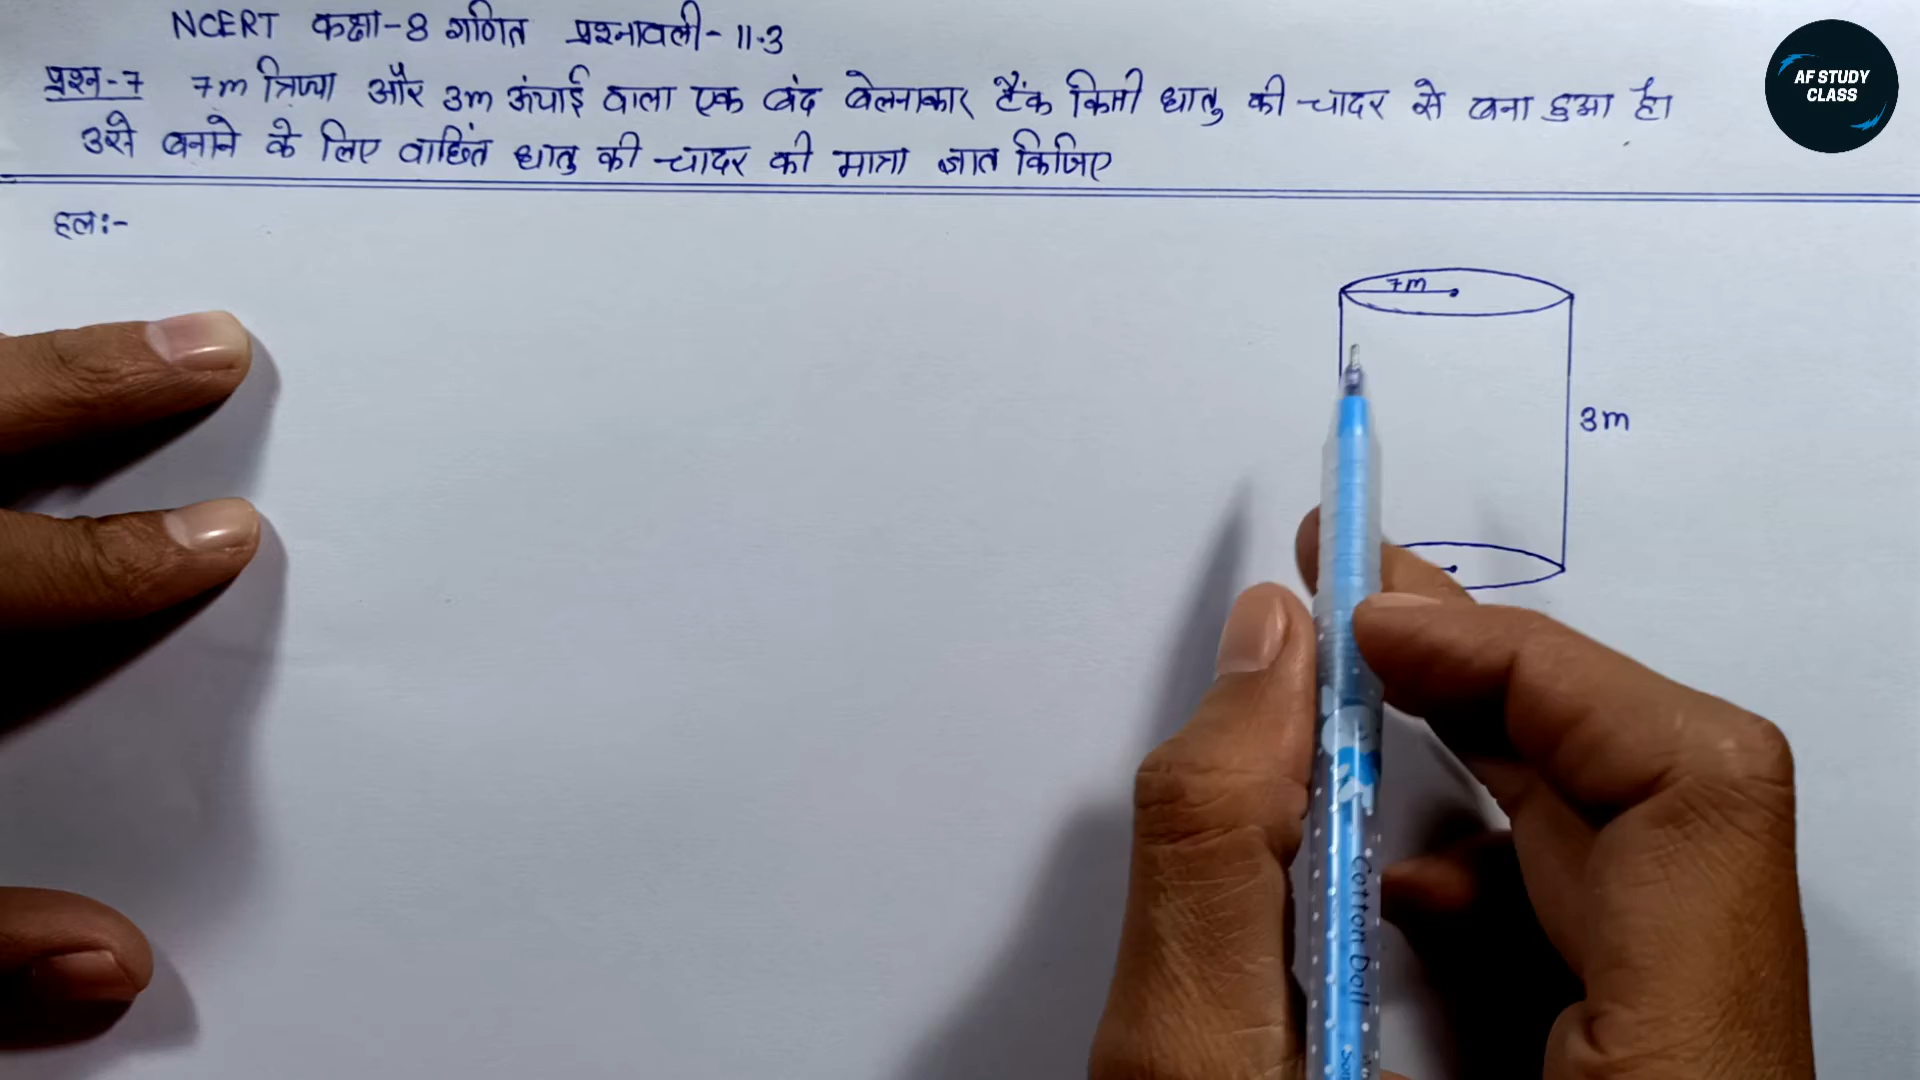 NCERT कक्षा-8 गणित प्रश्नावली-11.3
प्रश्न-7 7m त्रिज्या और 3m ऊंचाई वाला एक बंद बेलनाकार टैंक किसी धातु की चादर से बना हुआ है।
उसे बनाने के लिए वाछिंत धातु की चादर की मात्रा ज्ञात किजिए
हल:-
7m
3m
AF STUDY
CLASS
Cotton Doll